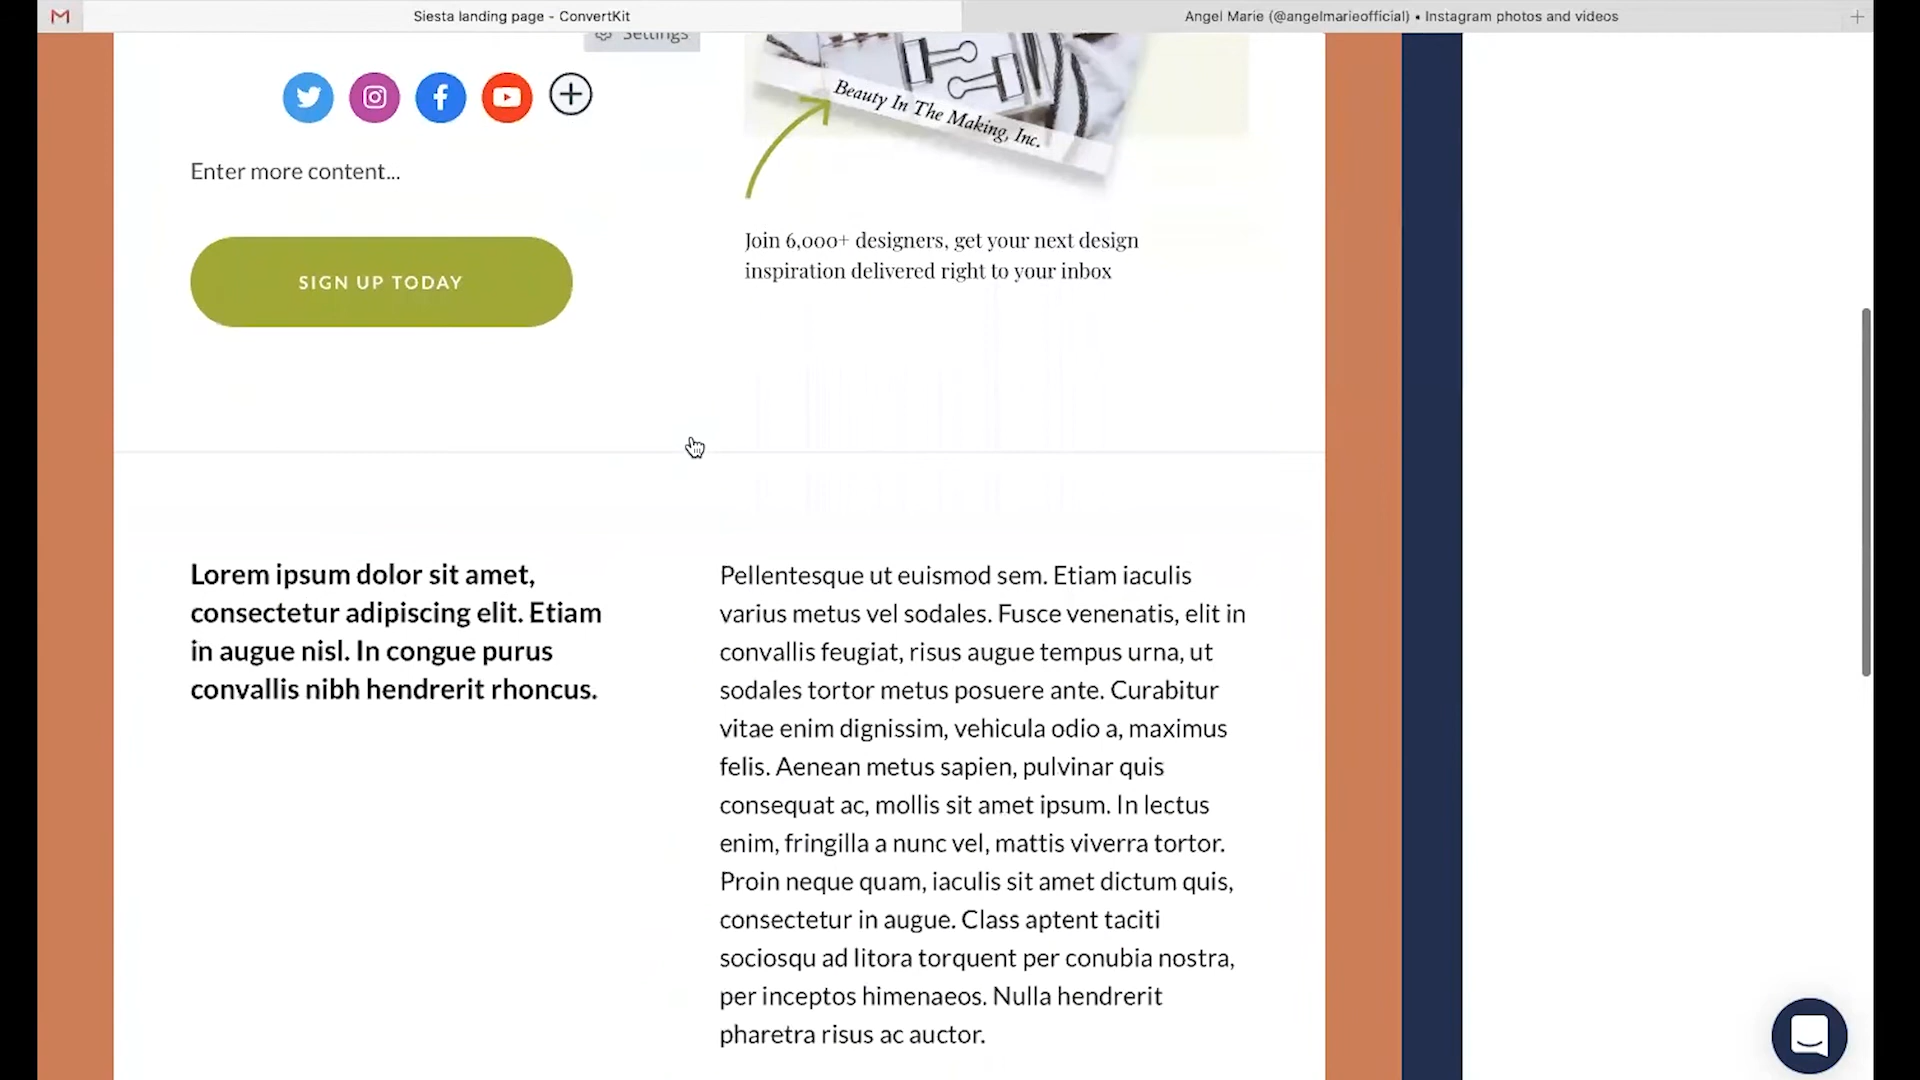 Siesta landing page - ConvertKit
Angel Marie (@angelmarieofficial) • Instagram photos and videos
Settings
Beauty In The Making, Inc.
Enter more content...
SIGN UP TODAY
Join 6,000+ designers, get your next design
inspiration delivered right to your inbox
Lorem ipsum dolor sit amet,
consectetur adipiscing elit. Etiam
in augue nisl. In congue purus
convallis nibh hendrerit rhoncus.
Pellentesque ut euismod sem. Etiam iaculis
varius metus vel sodales. Fusce venenatis, elit in
convallis feugiat, risus augue tempus urna, ut
sodales tortor metus posuere ante. Curabitur
vitae enim dignissim, vehicula odio a, maximus
felis. Aenean metus sapien, pulvinar quis
consequat ac, mollis sit amet ipsum. In lectus
enim, fringilla a nunc vel, mattis viverra tortor.
Proin neque quam, iaculis sit amet dictum quis,
consectetur in augue. Class aptent taciti
sociosqu ad litora torquent per conubia nostra,
per inceptos himenaeos. Nulla hendrerit
pharetra risus ac auctor.